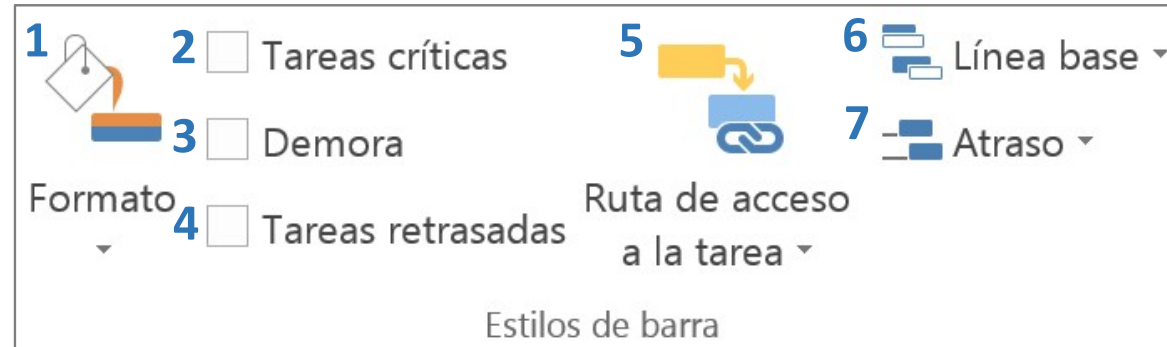 1
Formato
2 Tareas críticas
3 Demora
4 Tareas retrasadas
5
Ruta de acceso
a la tarea
6 Línea base
7 Atraso
Estilos de barra